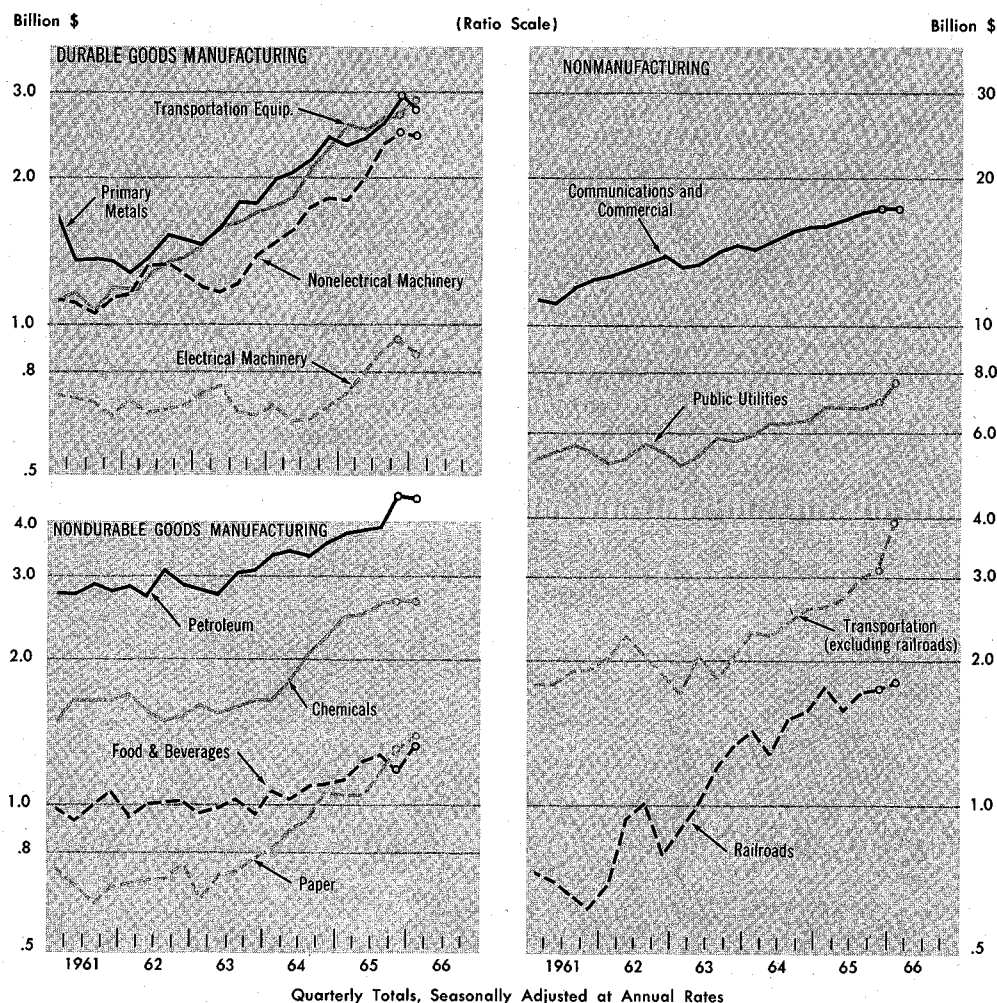 Billion $
(Ratio Scale)
Billion $
DURABLE GOODS MANUFACTURING
3.0
Transportation Equip.
2.0
Primary
Metals
Nonelectrical Machinery
1.0
Electrical Machinery
.8
.5
NONDURABLE GOODS MANUFACTURING
4.0
3.0
Petroleum
2.0
Chemicals
Food & Beverages
1.0
.8
Paper
.5
1961 62 63 64 65 66
NONMANUFACTURING
30
20
Communications and
Commercial
10
8.0
Public Utilities
6.0
4.0
3.0
Transportation
(excluding railroads)
2.0
1.0
Railroads
.5
1961 62 63 64 65 66
Quarterly Totals, Seasonally Adjusted at Annual Rates